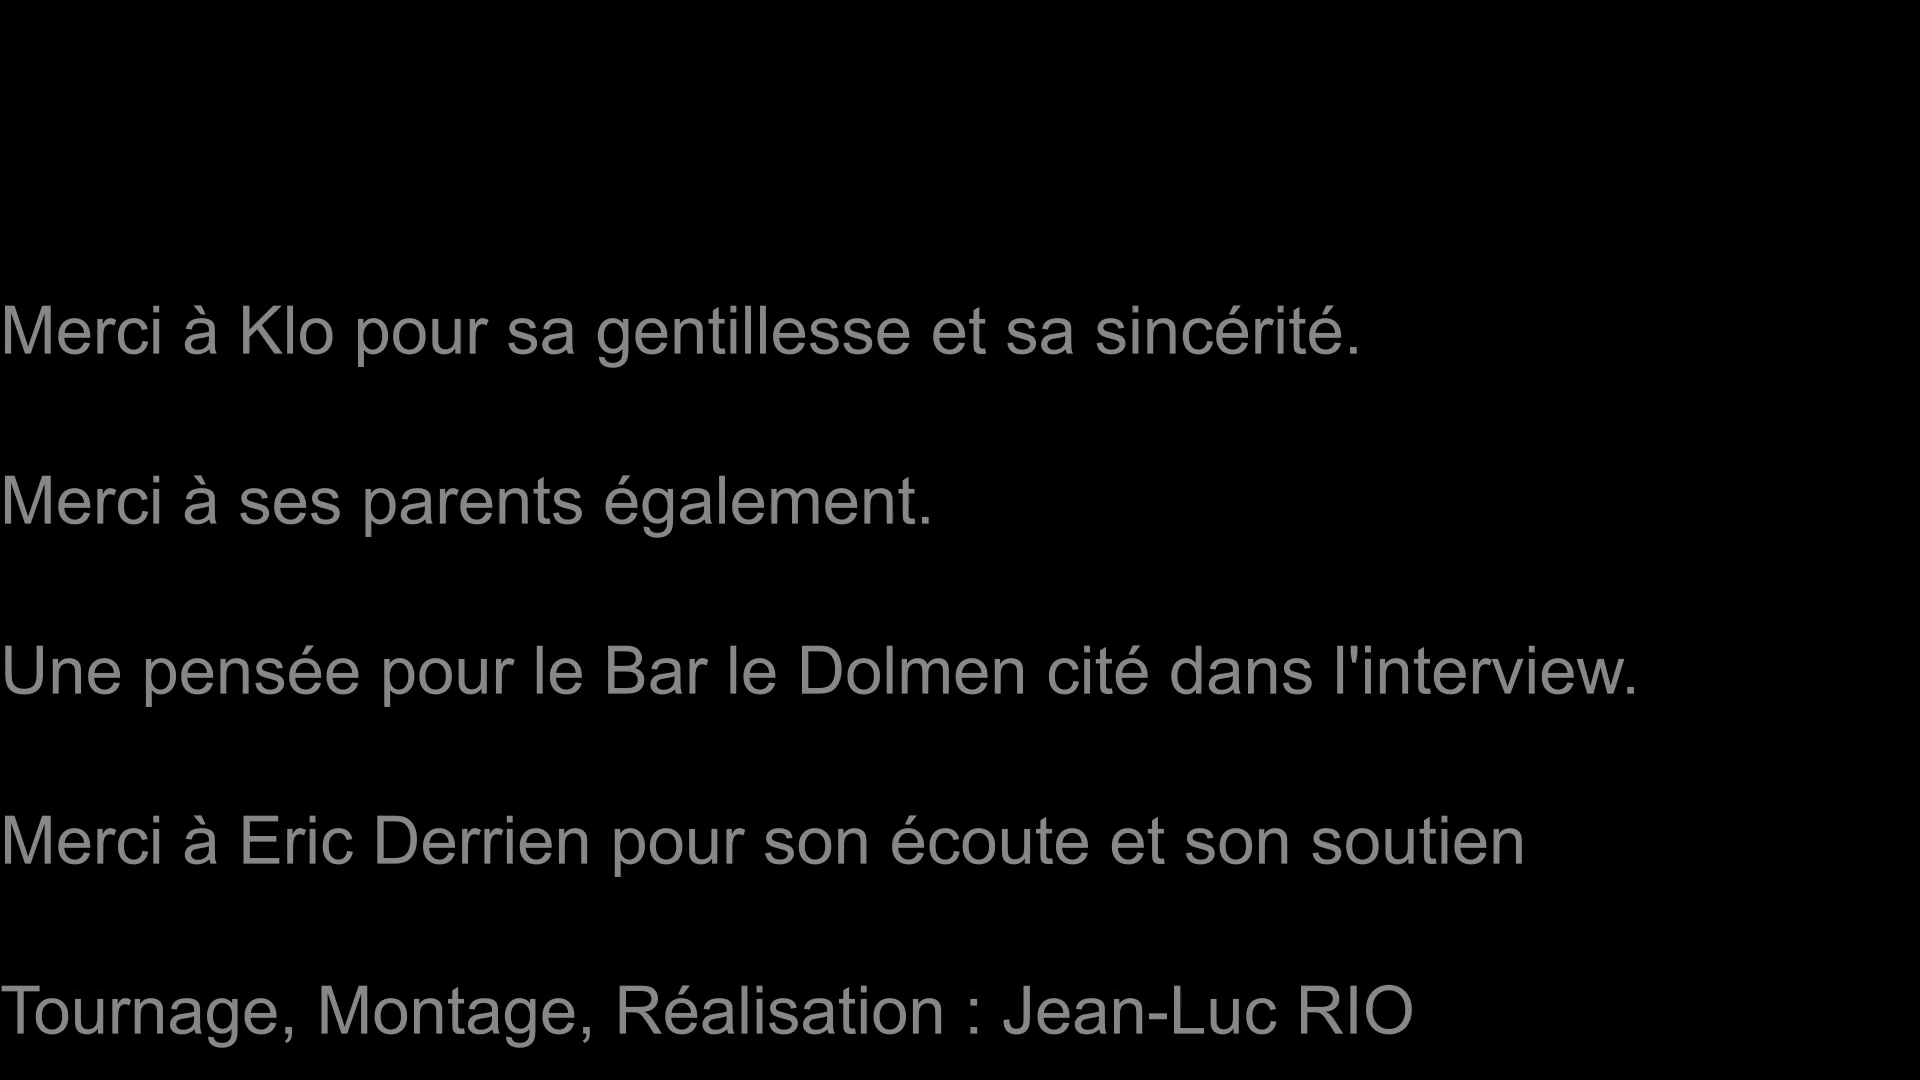 Merci à Klo pour sa gentillesse et sa sincérité.
Merci à ses parents également.
Une pensée pour le Bar le Dolmen cité dans l'interview.
Merci à Eric Derrien pour son écoute et son soutien
Tournage, Montage, Réalisation : Jean-Luc RIO